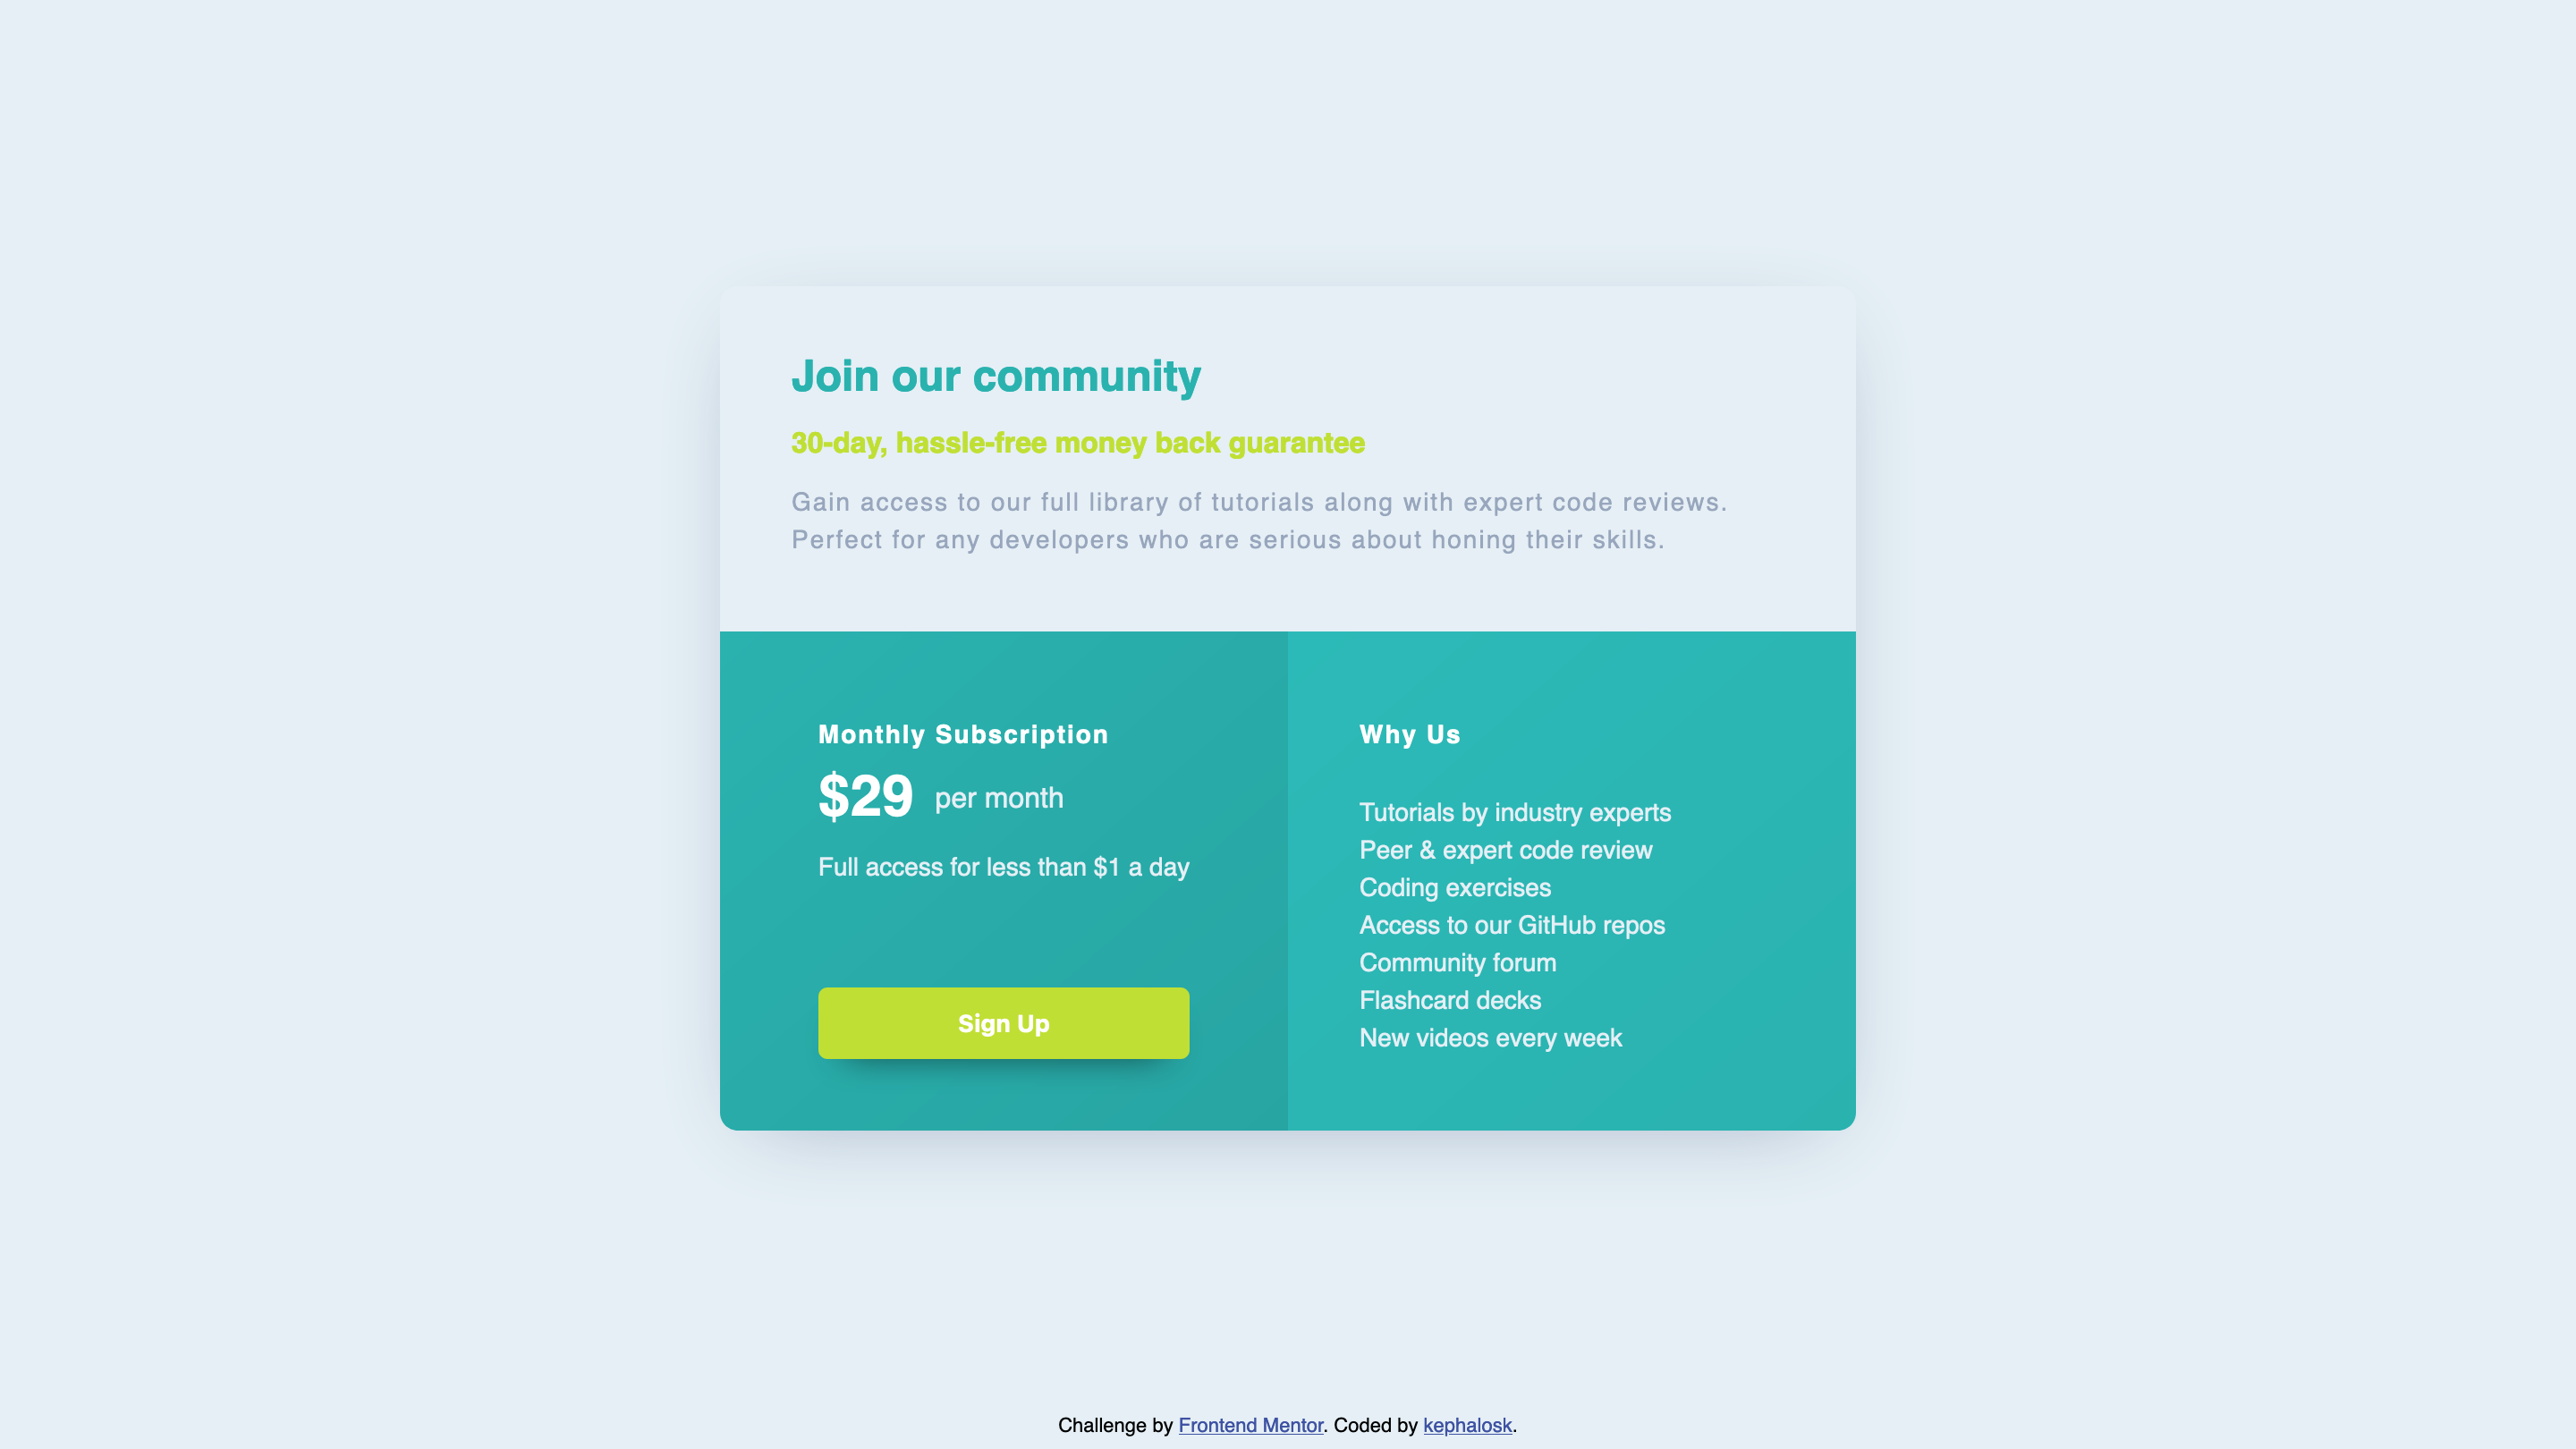 Join our community
30-day, hassle-free money back guarantee
Gain access to our full library of tutorials along with expert code reviews.
Perfect for any developers who are serious about honing their skills.
Monthly Subscription
$29 per month
Full access for less than $1 a day
Sign Up
Why Us
Tutorials by industry experts
Peer & expert code review
Coding exercises
Access to our GitHub repos
Community forum
Flashcard decks
New videos every week
Challenge by Frontend Mentor. Coded by kephalosk.